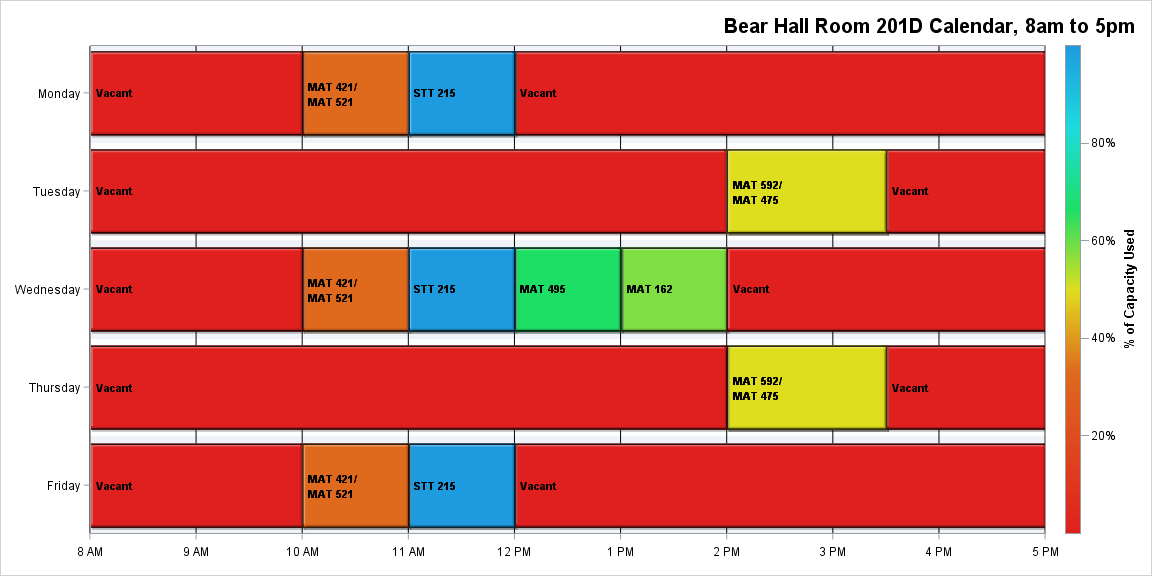 Bear Hall Room 201D Calendar, 8am to 5pm
Monday
Vacant
MAT 421/
MAT 521
STT 215
Vacant
Tuesday
Vacant
MAT 592/
MAT 475
Vacant
Wednesday
Vacant
MAT 421/
MAT 521
STT 215
MAT 495
MAT 162
Vacant
Thursday
Vacant
MAT 592/
MAT 475
Vacant
Friday
Vacant
MAT 421/
MAT 521
STT 215
Vacant
8 AM
9 AM
10 AM
11 AM
12 PM
1 PM
2 PM
3 PM
4 PM
5 PM
80%
60%
40%
20%
% of Capacity Used